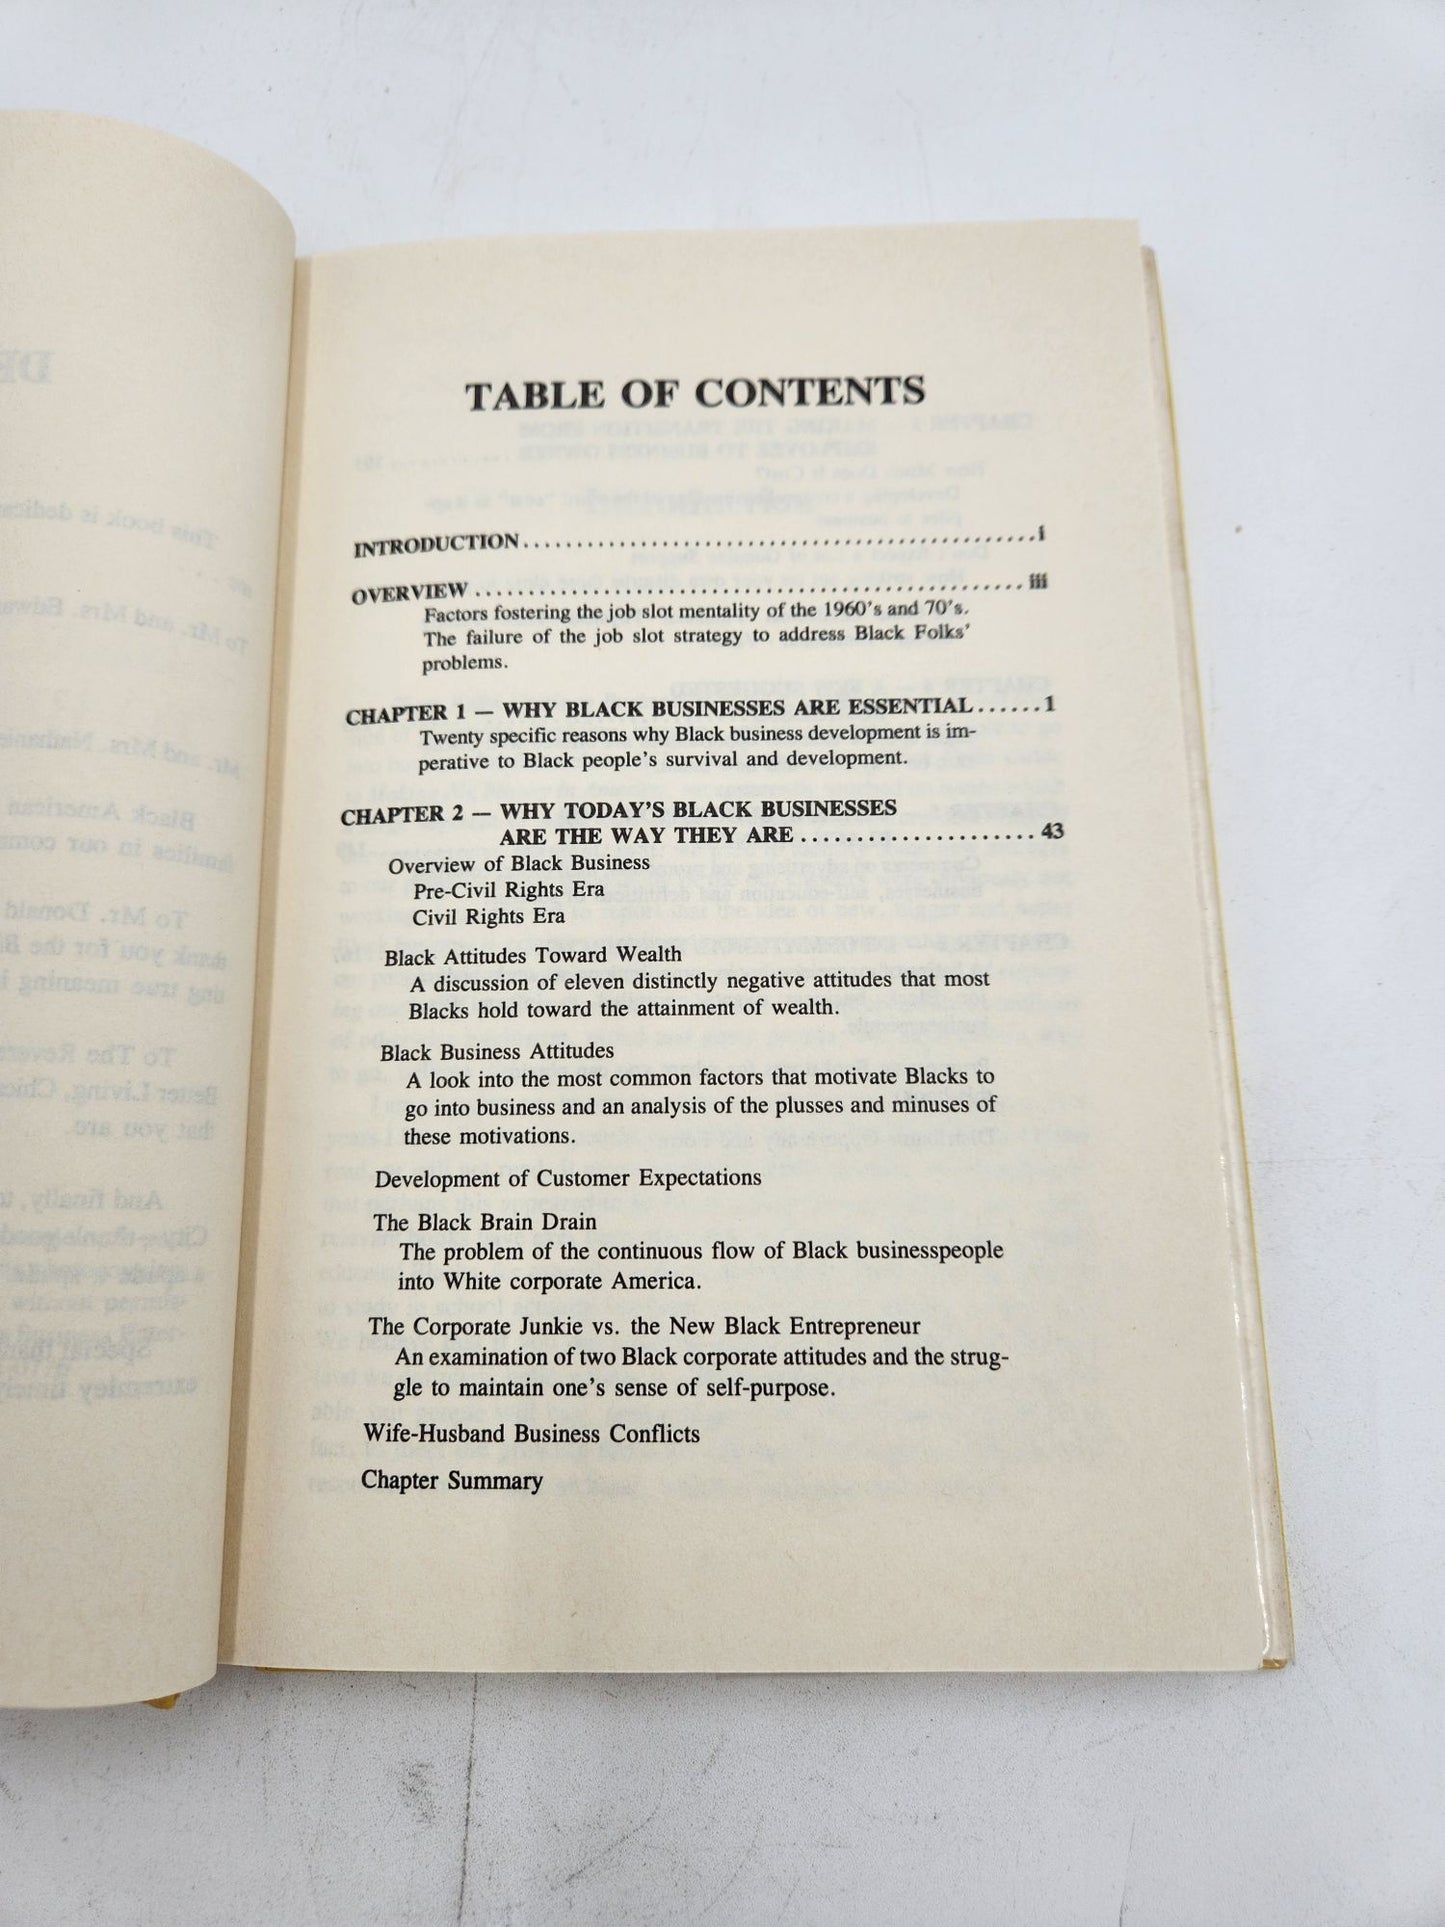 TABLE OF CONTENTS
INTRODUCTION.................................................i
OVERVIEW.....................................................iii
Factors fostering the job slot mentality of the 1960's and 70's.
The failure of the job slot strategy to address Black Folks'
problems.
CHAPTER 1 — WHY BLACK BUSINESSES ARE ESSENTIAL......1
Twenty specific reasons why Black business development is im-
perative to Black people's survival and development.
CHAPTER 2 — WHY TODAY'S BLACK BUSINESSES
ARE THE WAY THEY ARE.....................43
Overview of Black Business
Pre-Civil Rights Era
Civil Rights Era
Black Attitudes Toward Wealth
A discussion of eleven distinctly negative attitudes that most
Blacks hold toward the attainment of wealth.
Black Business Attitudes
A look into the most common factors that motivate Blacks to
go into business and an analysis of the plusses and minuses of
these motivations.
Development of Customer Expectations
The Black Brain Drain
The problem of the continuous flow of Black businesspeople
into White corporate America.
The Corporate Junkie vs. the New Black Entrepreneur
An examination of two Black corporate attitudes and the strug-
gle to maintain one's sense of self-purpose.
Wife-Husband Business Conflicts
Chapter Summary